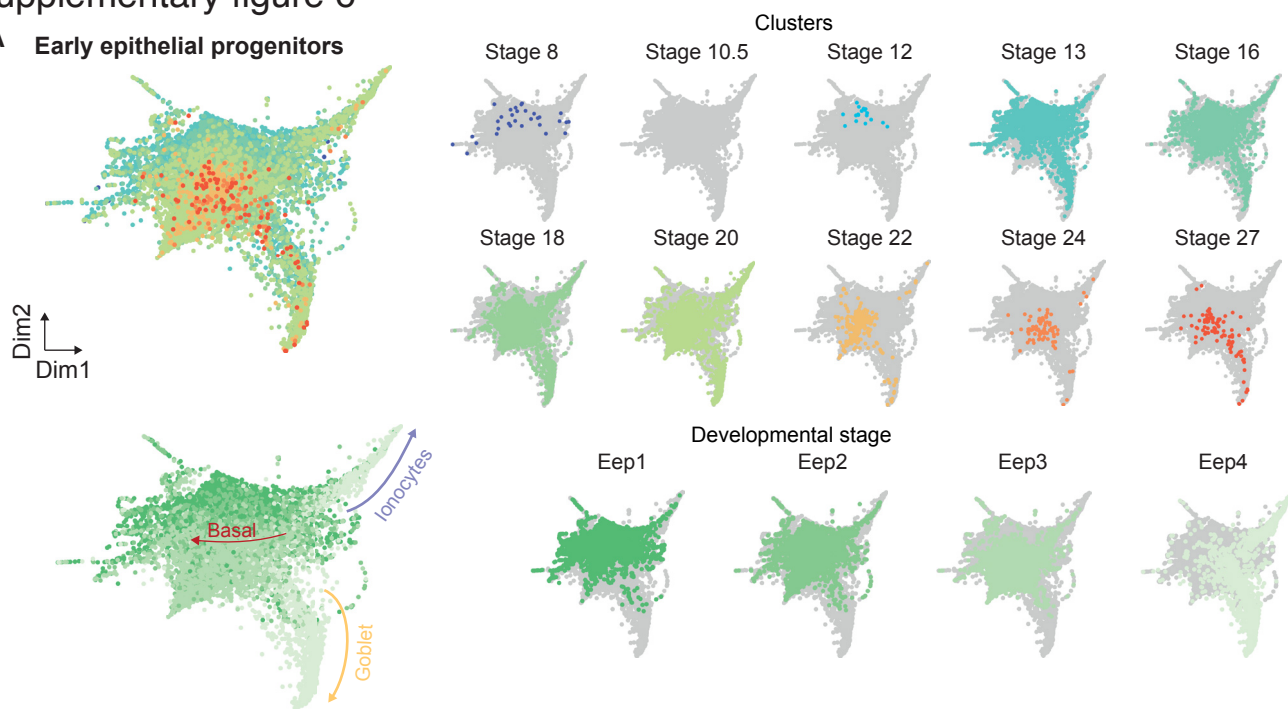 upplementary figure 6
A Early epithelial progenitors
Clusters
Stage 8
Stage 10.5
Stage 12
Stage 13
Stage 16
Stage 18
Stage 20
Stage 22
Stage 24
Stage 27
Dim2
Dim1
Developmental stage
Eep1
Eep2
Eep3
Eep4
Ionocytes
Basal
Goblet